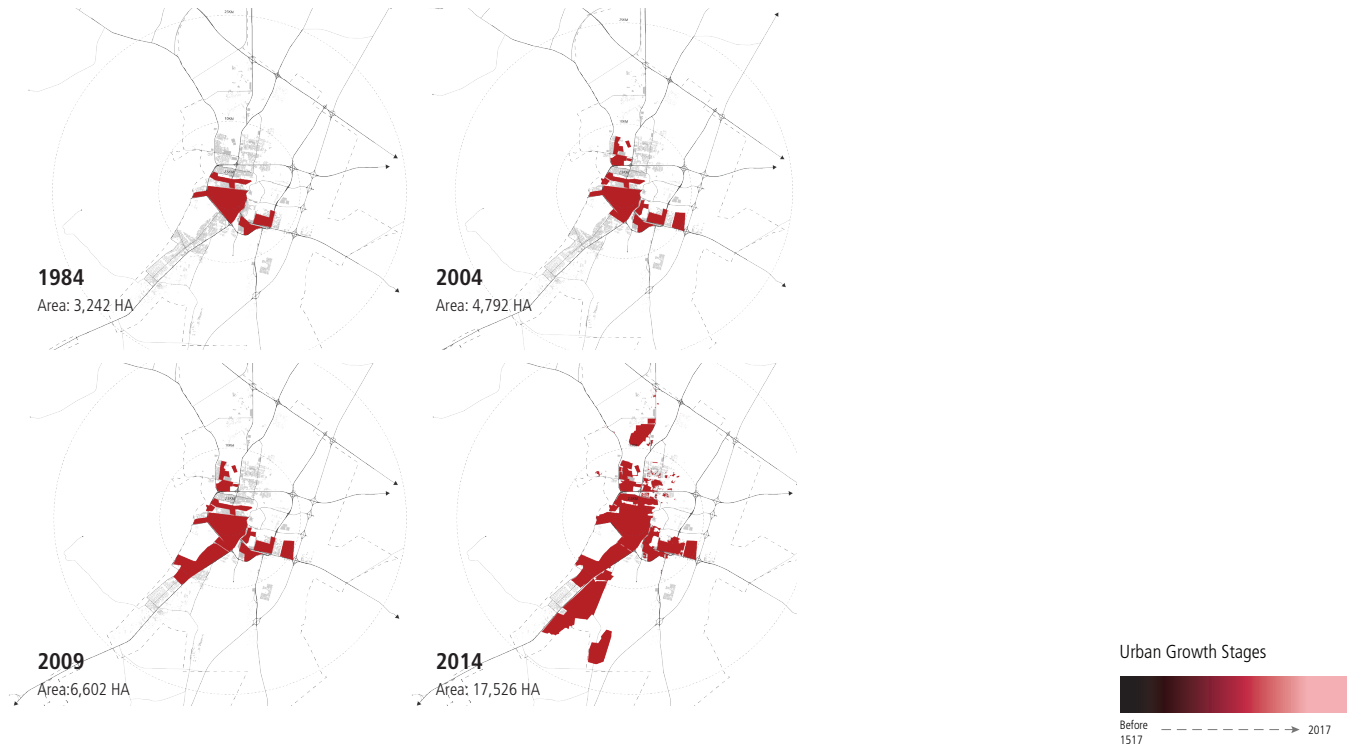 1984
Area: 3,242 HA
2004
Area: 4,792 HA
2009
Area:6,602 HA
2014
Area: 17,526 HA
Urban Growth Stages
Before
1517
2017